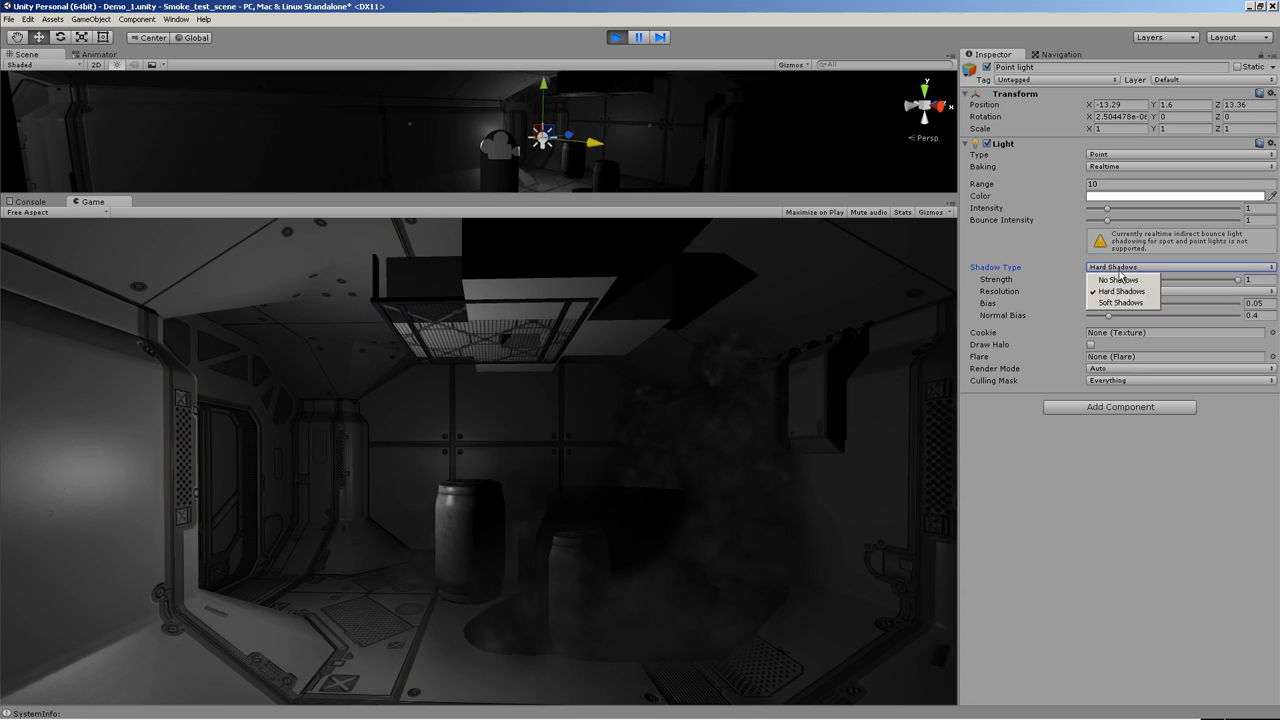 Unity Personal (64bit) - Demo_1.unity - Smoke_test_scene - PC, Mac & Linux Standalone* <DX11>
File Edit Assets GameObject Component Window Help
Center Global Layers Layout
Scene Animator
Shaded 2D Gizmos All
y
x
Persp
Console Game
Free Aspect Maximize on Play Mute audio Stats Gizmos
Inspector Navigation
Point light Static
Tag Untagged Layer Default
Transform
Position X -13.29 Y 1.6 Z 13.36
Rotation X 2.504478e-06 Y 0 Z 0
Scale X 1 Y 1 Z 1
Light
Type Point
Baking Realtime
Range 10
Color
Intensity 1
Bounce Intensity 1
Currently realtime indirect bounce light
shadowing for spot and point lights is not
supported.
Shadow Type Hard Shadows
Strength No Shadows 1
Resolution Hard Shadows
Bias Soft Shadows 0.05
Normal Bias 0.4
Cookie None (Texture)
Draw Halo
Flare None (Flare)
Render Mode Auto
Culling Mask Everything
Add Component
SystemInfo: